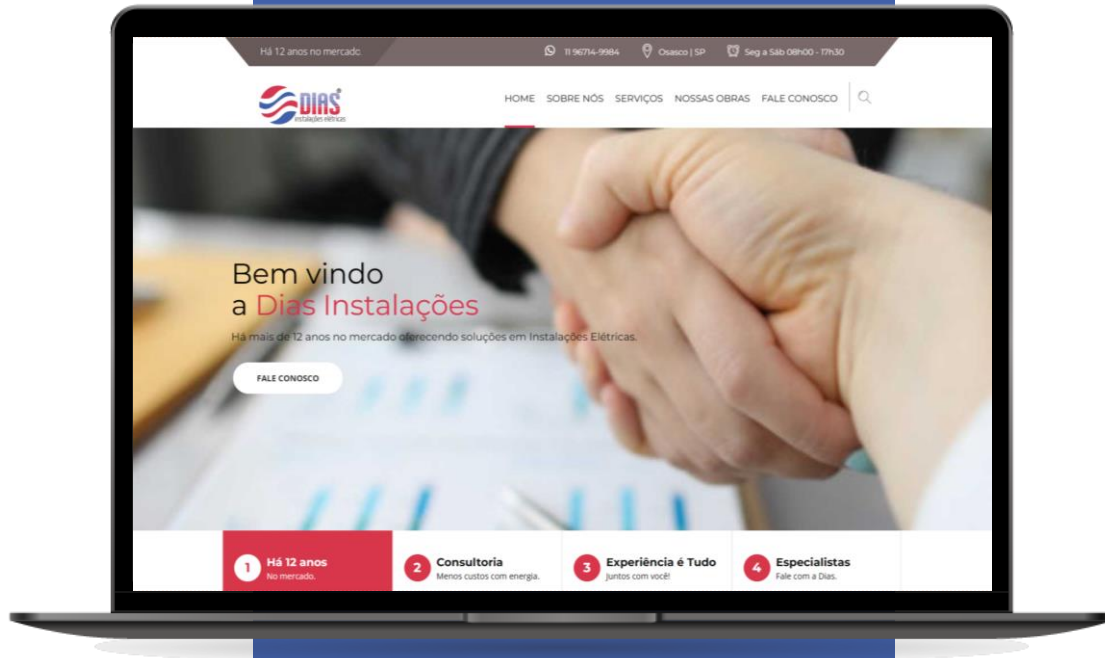 Há 12 anos no mercado.
11 96714-9984
Osasco | SP
Seg a Sáb 08h00 - 17h30
DIAS
instalações elétricas
HOME SOBRE NÓS SERVIÇOS NOSSAS OBRAS FALE CONOSCO
Bem vindo
a Dias Instalações
Há mais de 12 anos no mercado oferecendo soluções em Instalações Elétricas.
FALE CONOSCO
1 Há 12 anos
No mercado.
2 Consultoria
Menos custos com energia.
3 Experiência é Tudo
Juntos com você!
4 Especialistas
Fale com a Dias.